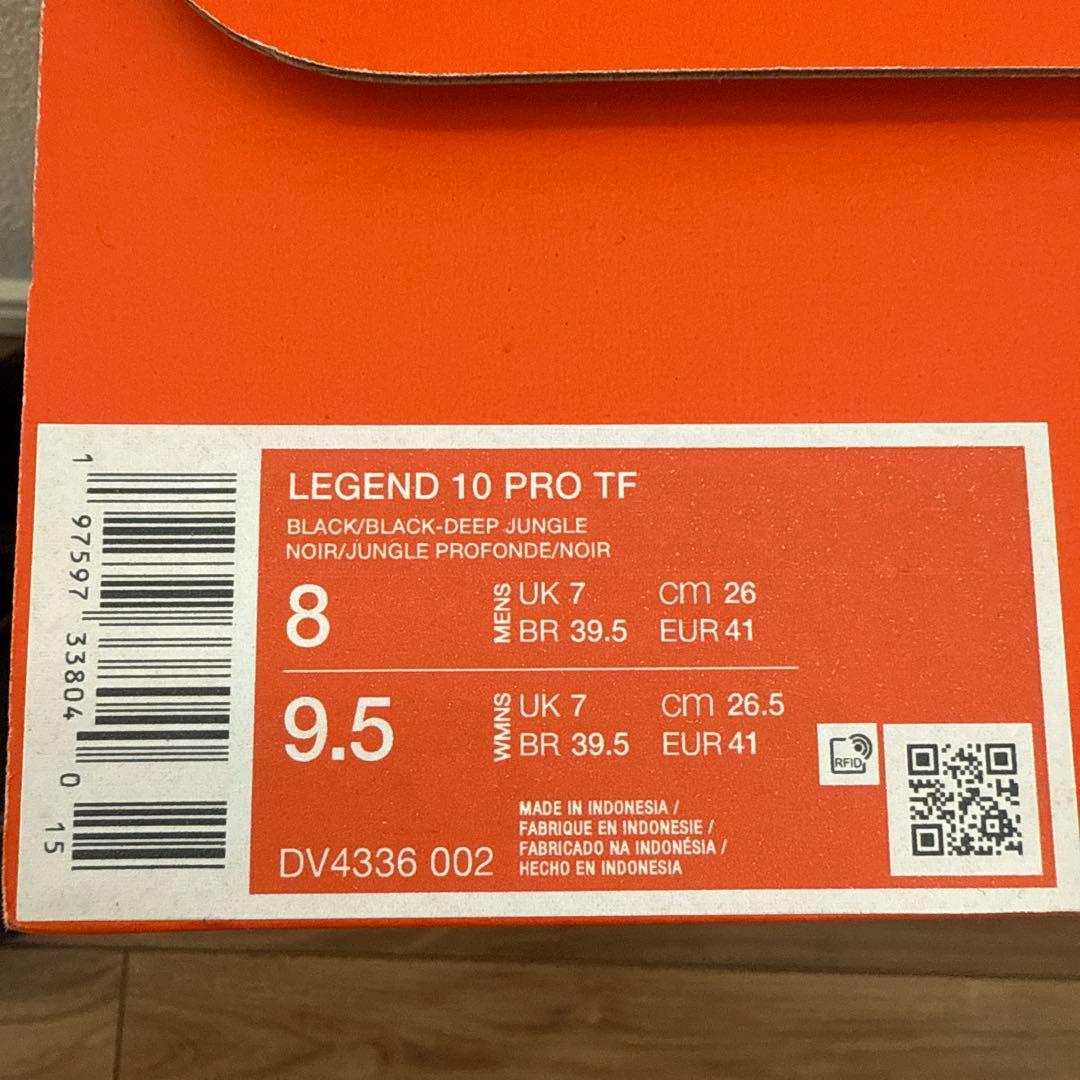 LEGEND 10 PRO TF
BLACK/BLACK-DEEP JUNGLE
NOIR/JUNGLE PROFONDE/NOIR
8
MENS
UK 7 cm 26
BR 39.5 EUR 41
9.5
WMNS
UK 7 cm 26.5
BR 39.5 EUR 41
RFID
MADE IN INDONESIA /
FABRIQUE EN INDONESIE /
FABRICADO NA INDONÉSIA /
HECHO EN INDONESIA
DV4336 002
1 97597 33804 0 15